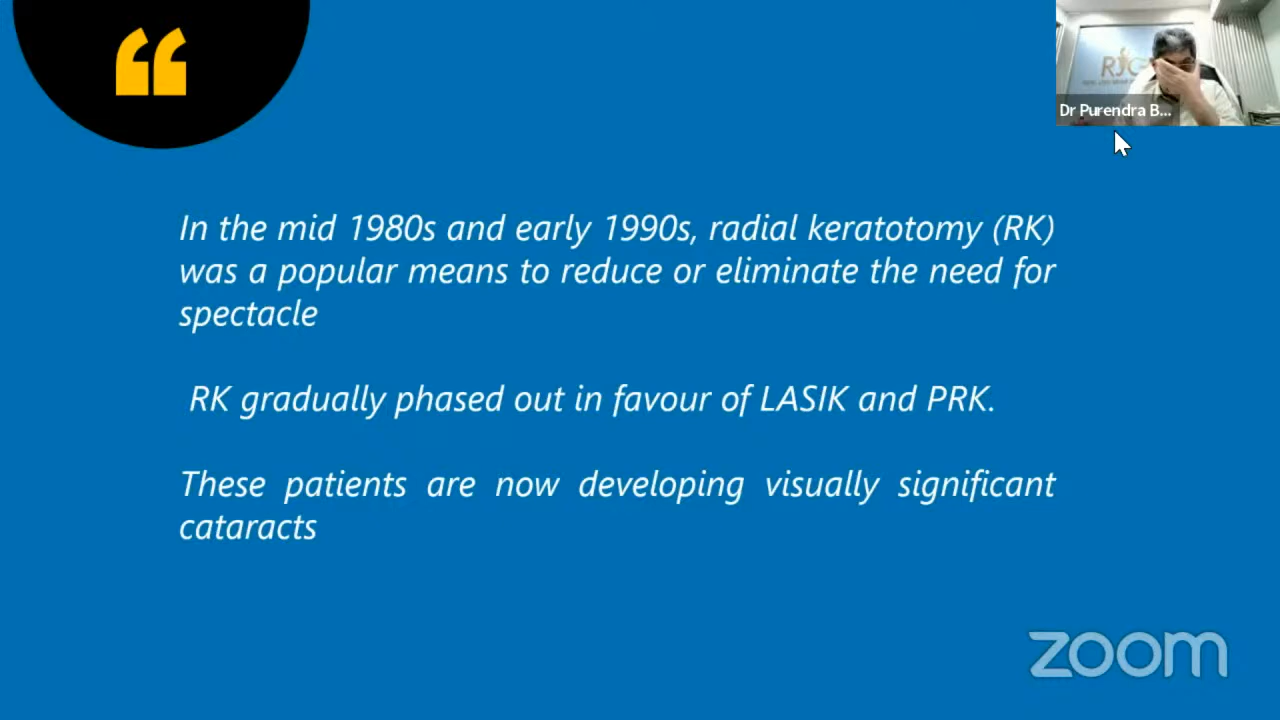 “
Dr Purendra B...
In the mid 1980s and early 1990s, radial keratotomy (RK)
was a popular means to reduce or eliminate the need for
spectacle
RK gradually phased out in favour of LASIK and PRK.
These patients are now developing visually significant
cataracts
zoom